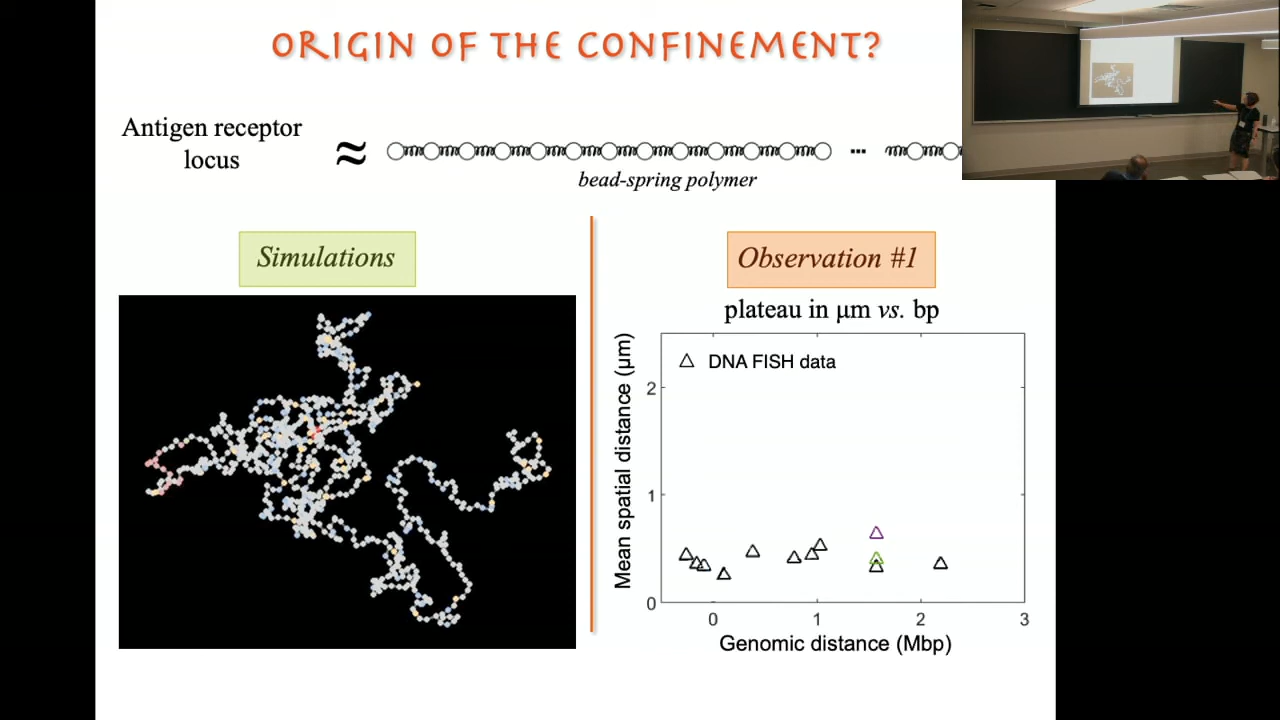 ORIGIN OF THE CONFINEMENT?
Antigen receptor
locus
≈
...
bead-spring polymer
Simulations
Observation #1
plateau in μm vs. bp
DNA FISH data
Mean spatial distance (μm)
2
1
0
0 1 2 3
Genomic distance (Mbp)